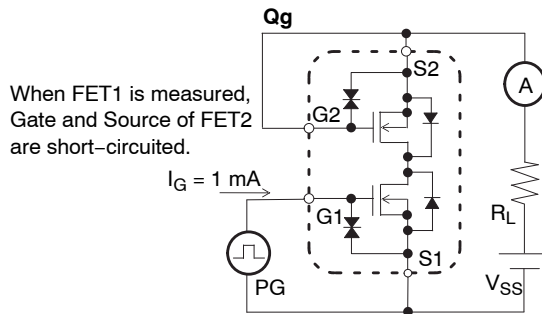 Qg
S2
A
When FET1 is measured,
Gate and Source of FET2
are short−circuited.
G2
I_G = 1 mA
G1
R_L
S1
PG
V_SS